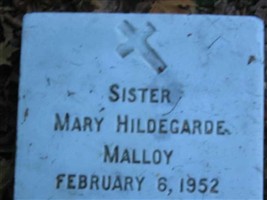 SISTER
MARY HILDEGARDE
MALLOY
FEBRUARY 6, 1952